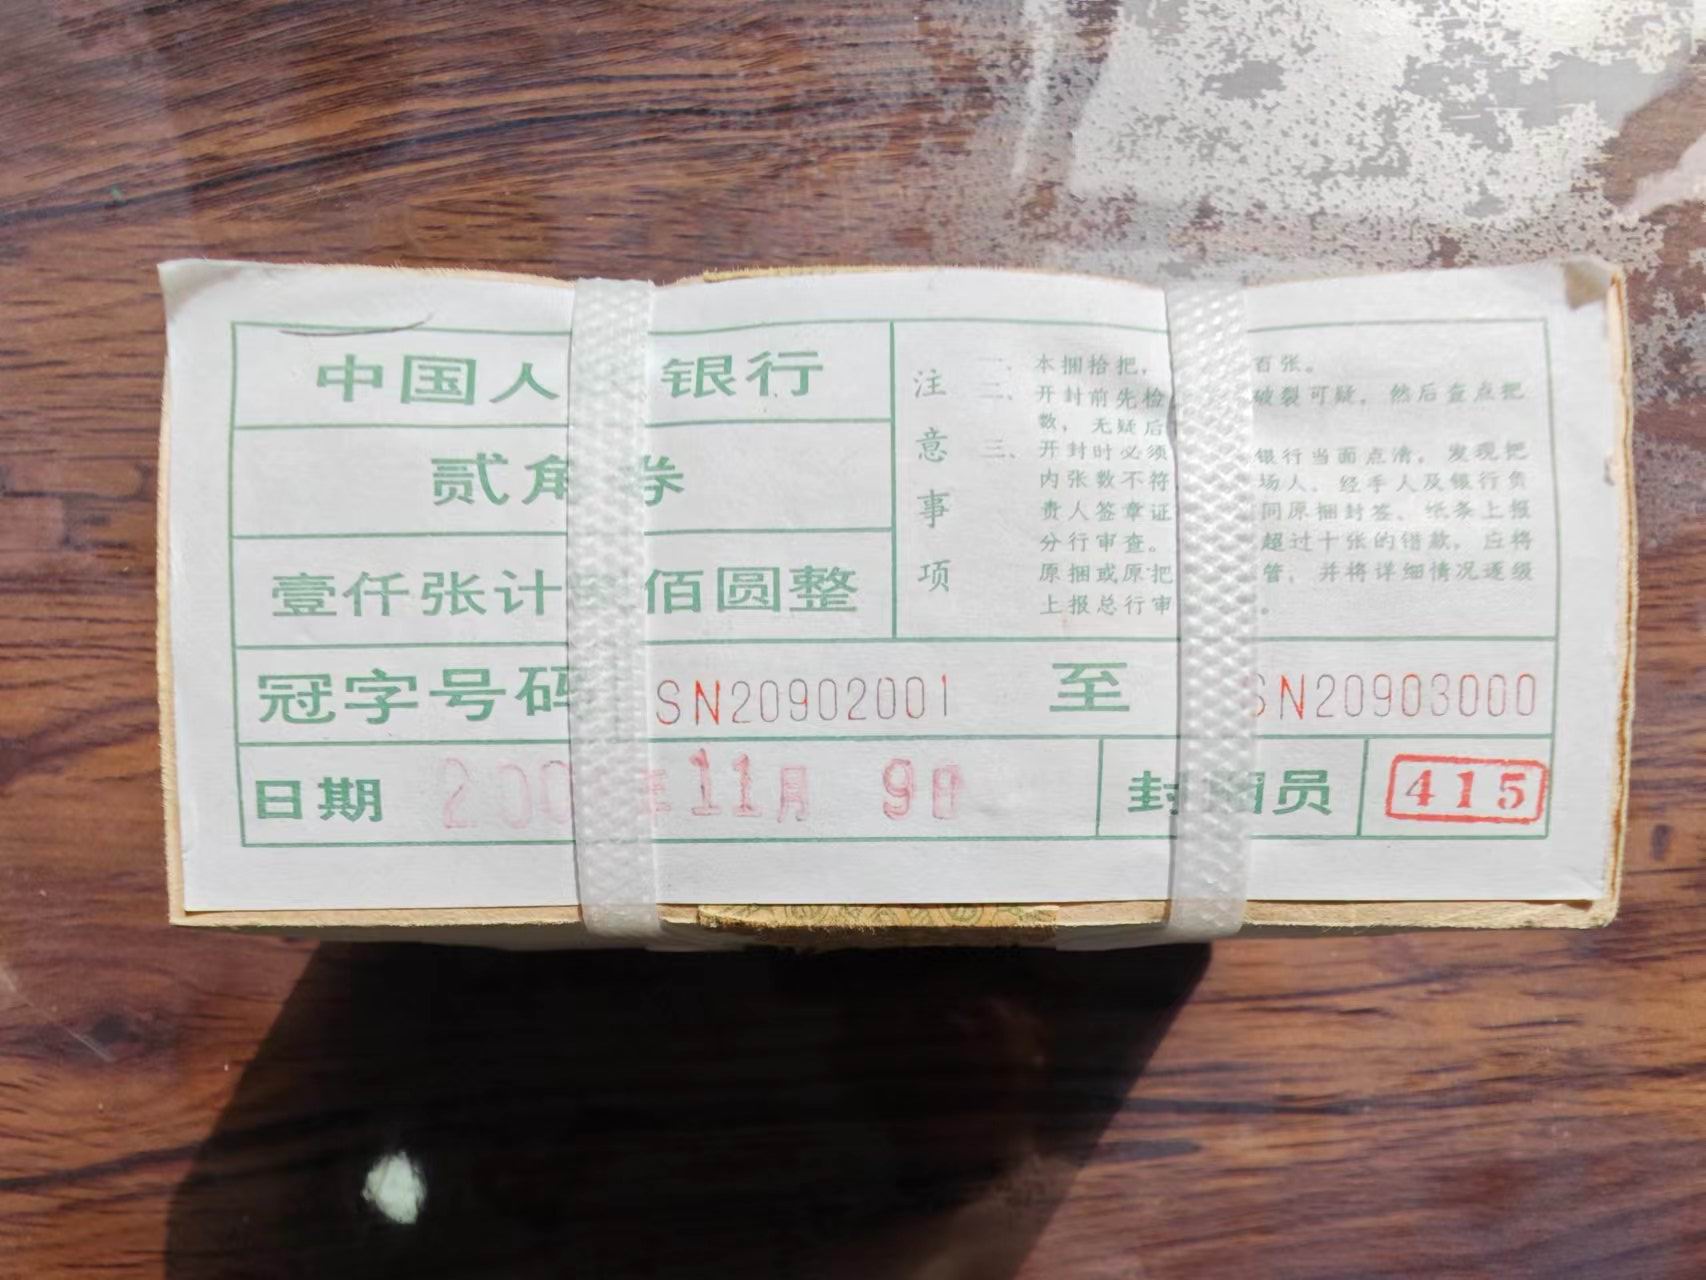 中国人 银行
贰角券
壹仟张计 佰圆整
注意事项
一、本捆拾把， 百张。
二、开封前先检 破裂可疑，然后查点把
数，无疑后
三、开封时必须 银行当面点清，发现把
内张数不符 场人、经手人及银行负
责人签章证 同原捆封签、纸条上报
分行审查。 超过十张的错款，应将
原捆或原把 管，并将详细情况逐级
上报总行审 。
冠字号码 SN20902001 至 SN20903000
日期 200 年11月 9日 封 员 415